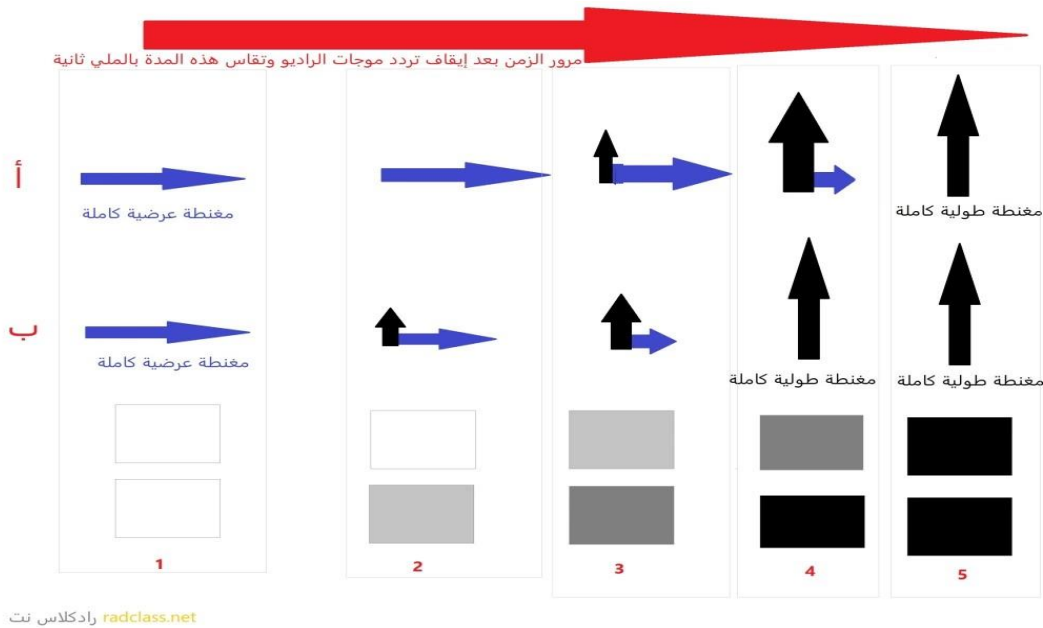 مرور الزمن بعد إيقاف تردد موجات الراديو وتقاس هذه المدة بالملي ثانية
أ
مغنطة عرضية كاملة
مغنطة طولية كاملة
ب
مغنطة عرضية كاملة
مغنطة طولية كاملة
مغنطة طولية كاملة
1
2
3
4
5
رادكلاس نت radclass.net